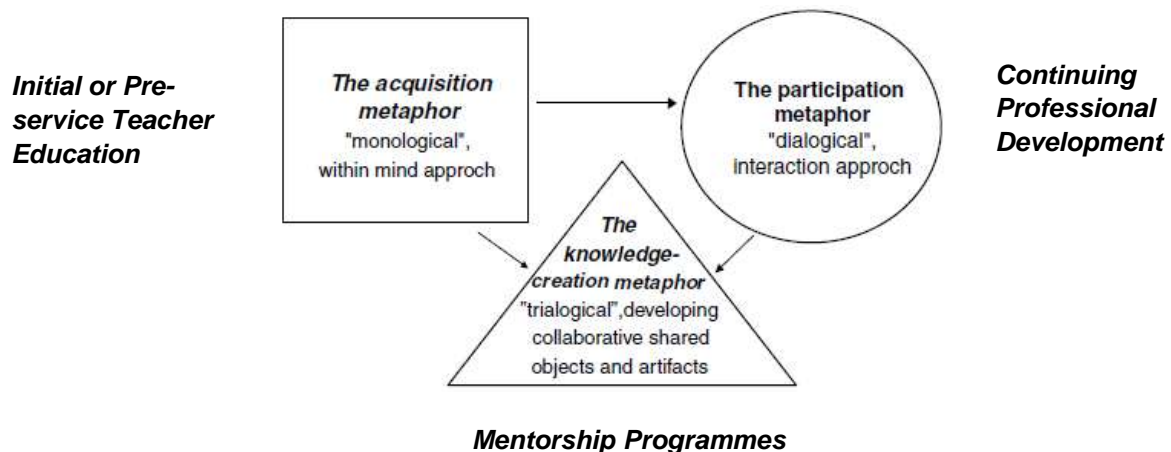 Initial or Pre-
service Teacher
Education
The acquisition
metaphor
"monological",
within mind approch
The participation
metaphor
"dialogical",
interaction approch
Continuing
Professional
Development
The
knowledge-
creation metaphor
"trialogical",developing
collaborative shared
objects and artifacts
Mentorship Programmes